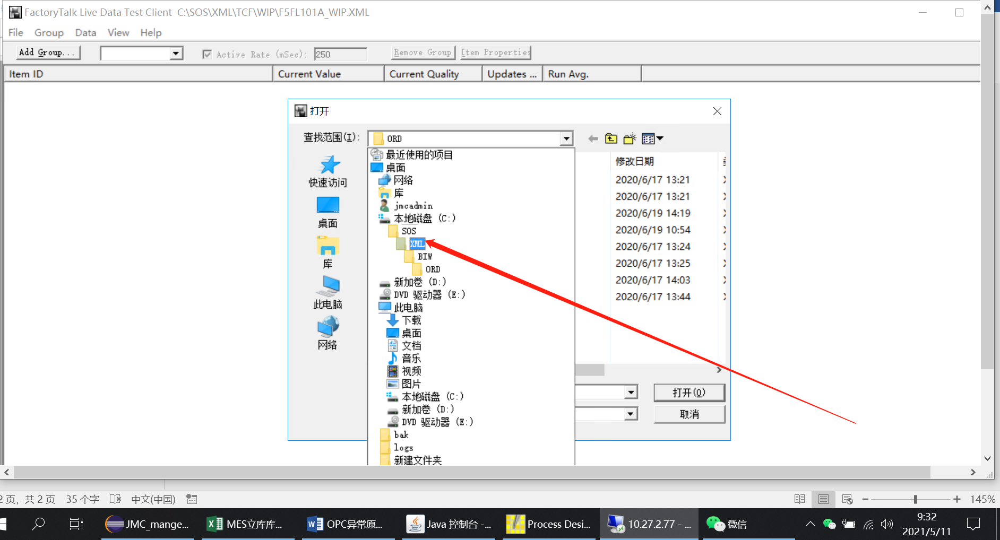 FactoryTalk Live Data Test Client  C:\SOS\XML\TCF\WIP\F5FL101A_WIP.XML
File Group Data View Help
Add Group... Active Rate (mSec): 250 Remove Group Item Properties
Item ID Current Value Current Quality Updates ... Run Avg.
打开
查找范围(I): ORD
快速访问
桌面
库
此电脑
网络
最近使用的项目
桌面
网络
库
jmcadmin
本地磁盘 (C:)
SOS
XML
BIW
ORD
新加卷 (D:)
DVD 驱动器 (E:)
此电脑
下载
桌面
文档
音乐
视频
图片
本地磁盘 (C:)
新加卷 (D:)
DVD 驱动器 (E:)
bak
logs
新建文件夹
修改日期
2020/6/17 13:21
2020/6/17 13:21
2020/6/19 14:19
2020/6/19 10:54
2020/6/17 13:24
2020/6/17 13:25
2020/6/17 14:03
2020/6/17 13:44
打开(O)
取消
2 页，共 2 页 35 个字 中文(中国) 145%
JMC_mange... MES立库库... OPC异常原... Java 控制台 -... Process Desi... 10.27.2.77 - ... 微信
9:32
2021/5/11